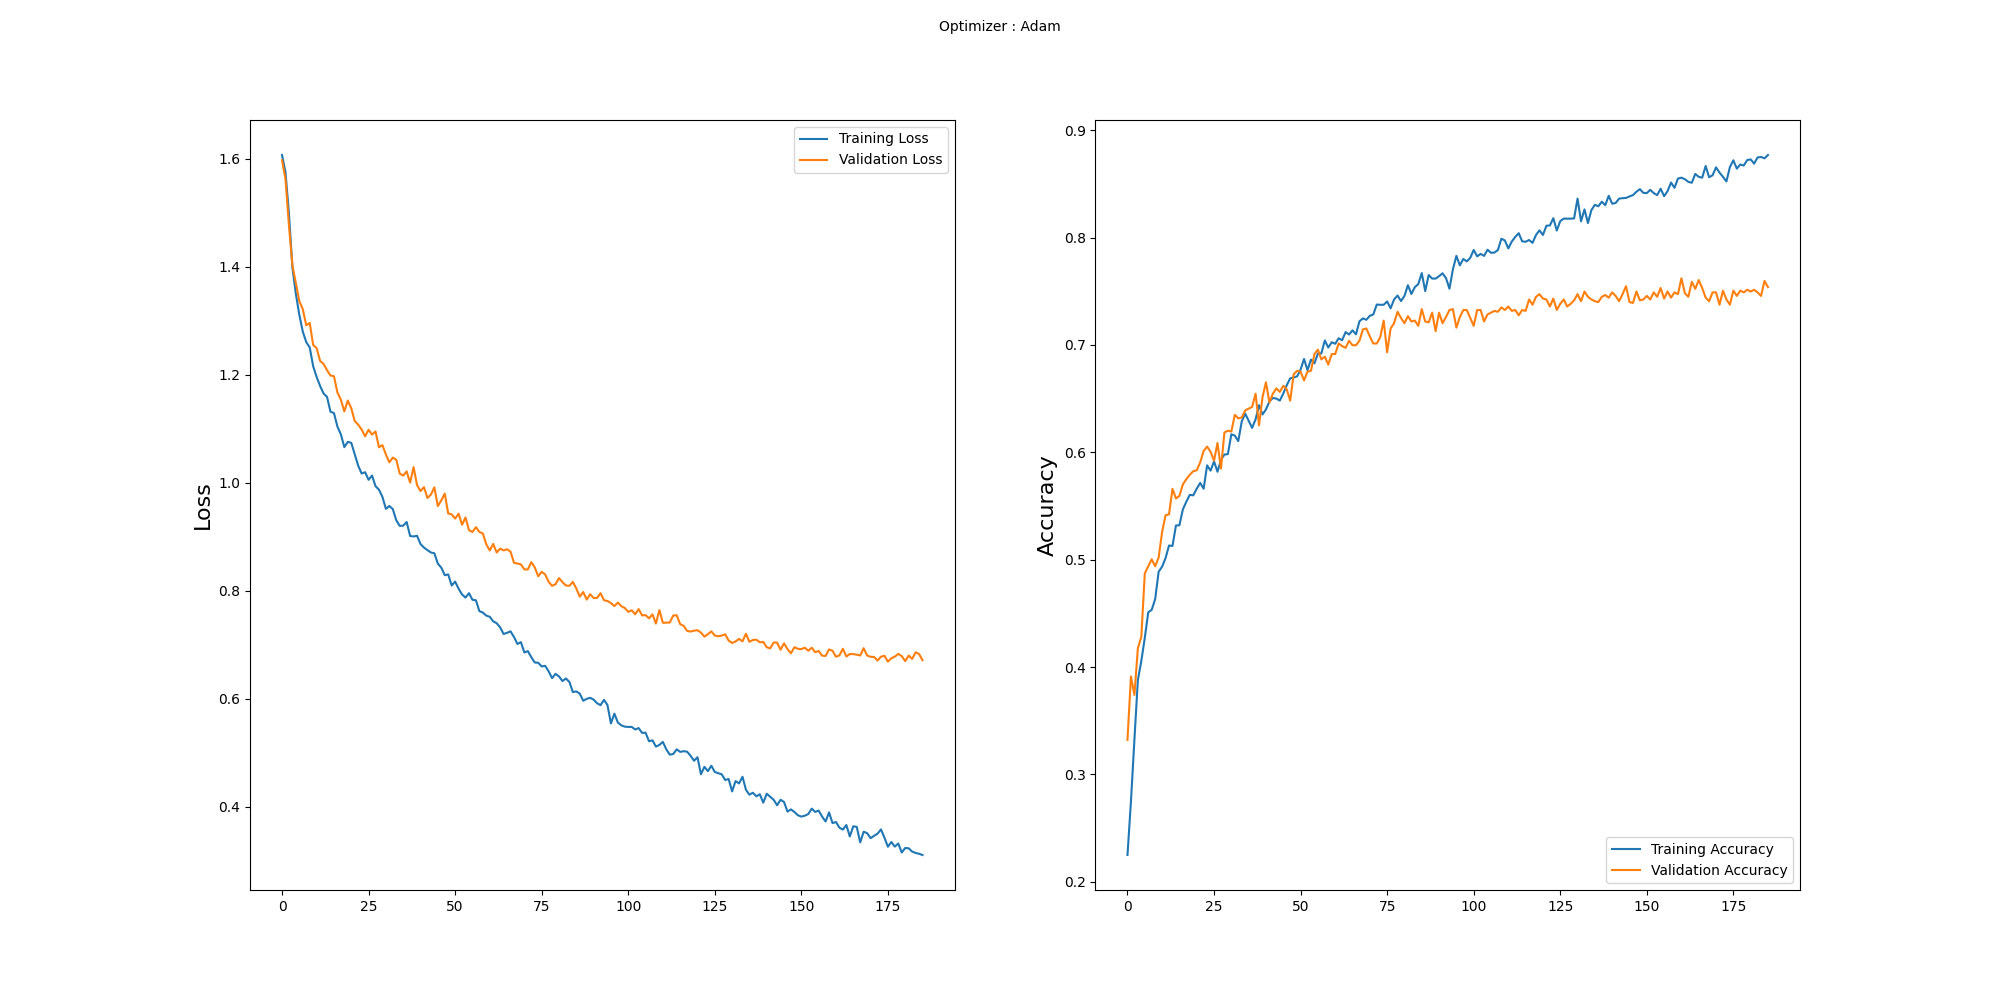 Optimizer : Adam
Training Loss
Validation Loss
Loss
1.6
1.4
1.2
1.0
0.8
0.6
0.4
0 25 50 75 100 125 150 175
Accuracy
0.9
0.8
0.7
0.6
0.5
0.4
0.3
0.2
Training Accuracy
Validation Accuracy
0 25 50 75 100 125 150 175